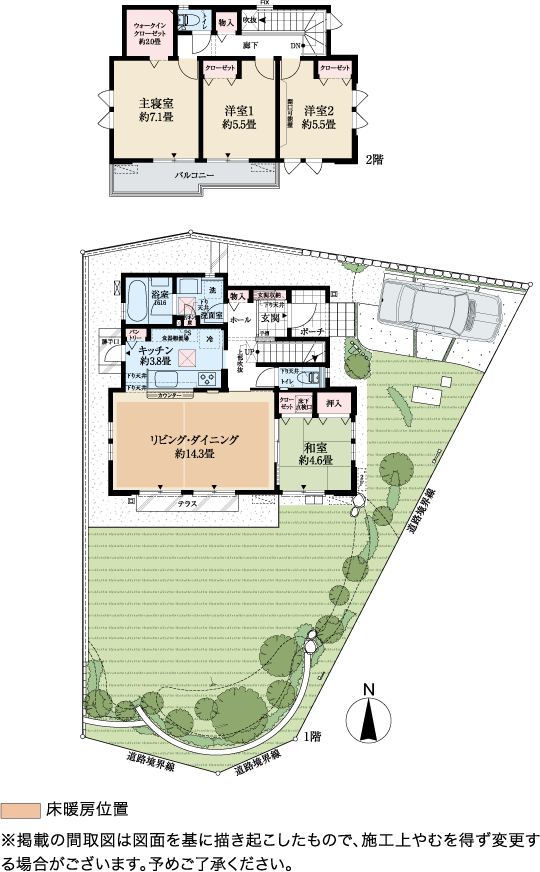 FIX
ウォークイン
クローゼット
約2.0畳
トイレ
物入
吹抜
廊下
DN
クローゼット
クローゼット
主寝室
約7.1畳
洋室1
約5.5畳
洋室2
約5.5畳
2階
バルコニー
浴室
1616
洗
下り
天井
洗面室
物入
玄関収納
下り天井
玄関
ホール
ポーチ
パン
トリー
勝手口
キッチン
約3.8畳
PS
冷
下り天井
カウンター
UP
上部吹抜
下り天井
トイレ
クロー
ゼット
床下
点検口
押入
リビング・ダイニング
約14.3畳
和室
約4.6畳
テラス
道路境界線
N
1階
道路境界線
道路境界線
床暖房位置
※掲載の間取図は図面を基に描き起こしたもので、施工上やむを得ず変更す
る場合がございます。予めご了承ください。